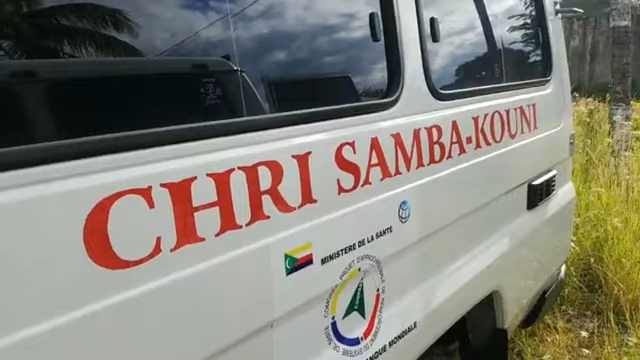 CHRI SAMBA-KOUNI
MINISTERE DE LA SANTE
BANQUE MONDIALE